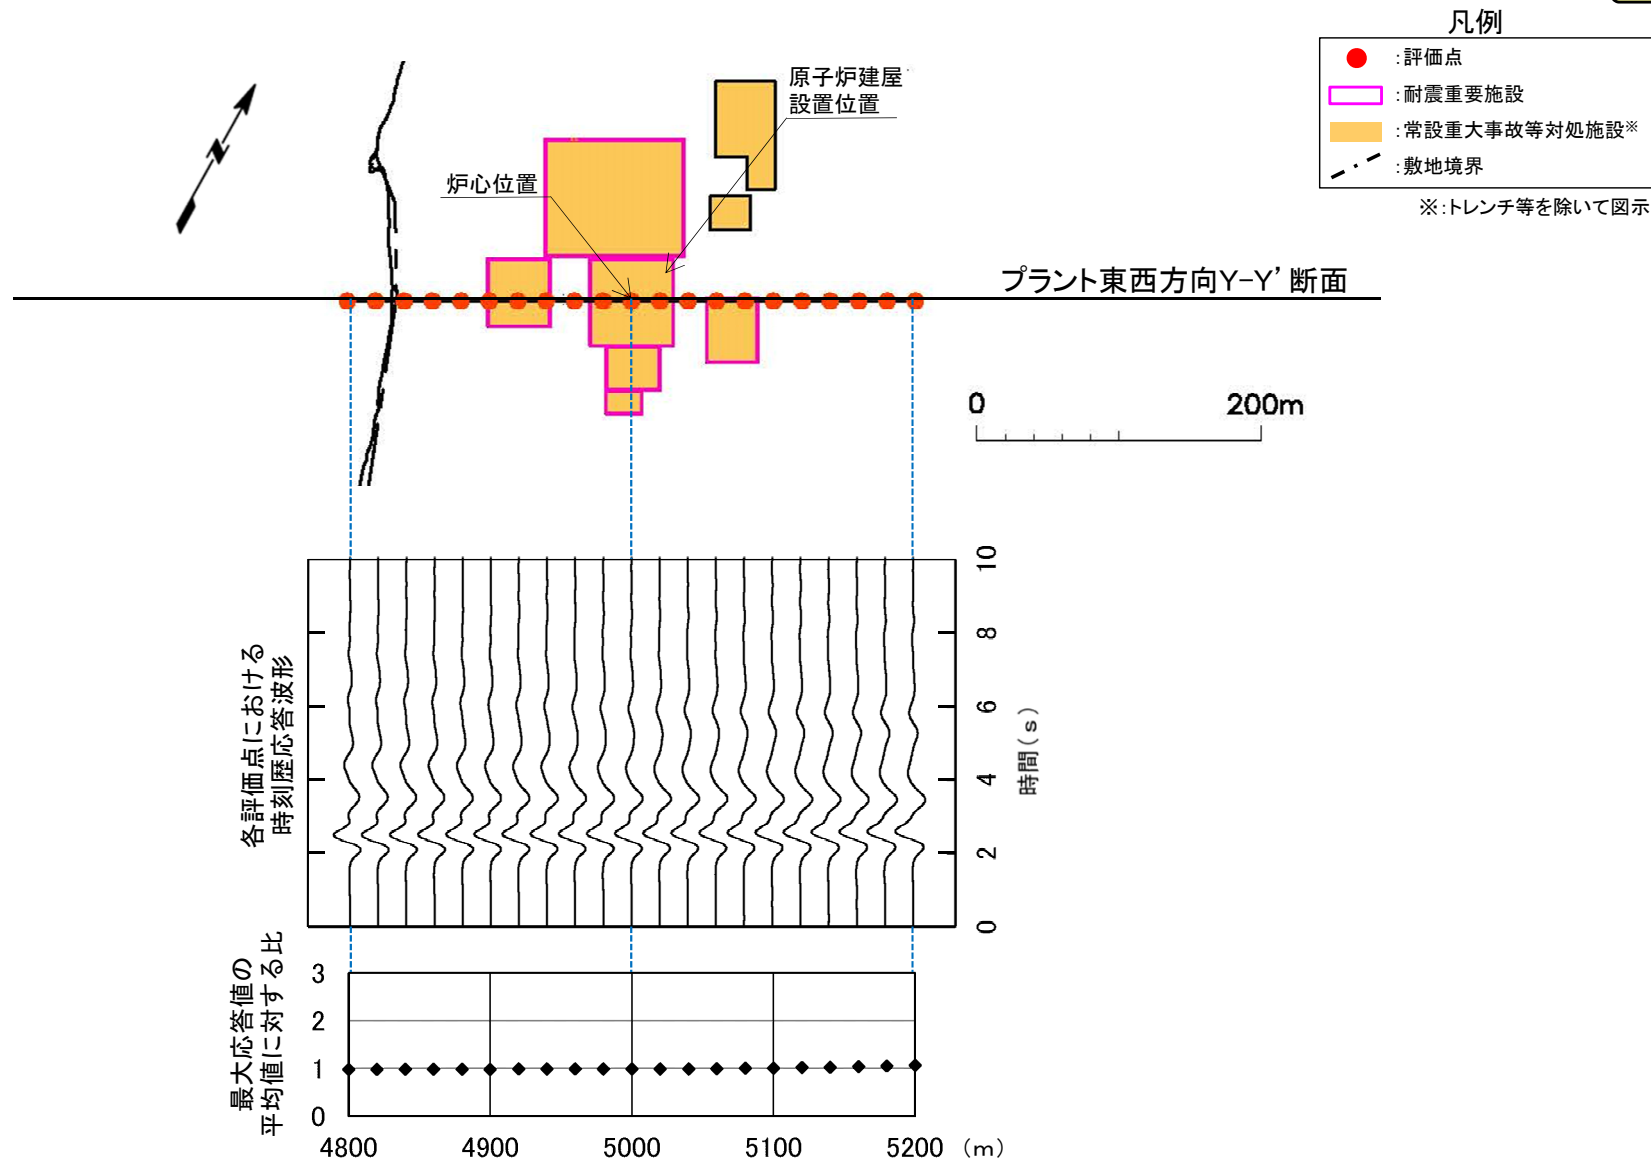 凡例
:評価点
:耐震重要施設
:常設重大事故等対処施設※
:敷地境界
※:トレンチ等を除いて図示
原子炉建屋
設置位置
炉心位置
N
プラント東西方向Y-Y’断面
0 200m
各評価点における
時刻歴応答波形
10
8
6
4
2
0
時間(s)
最大応答値の
平均値に対する比
3
2
1
0
4800 4900 5000 5100 5200 (m)